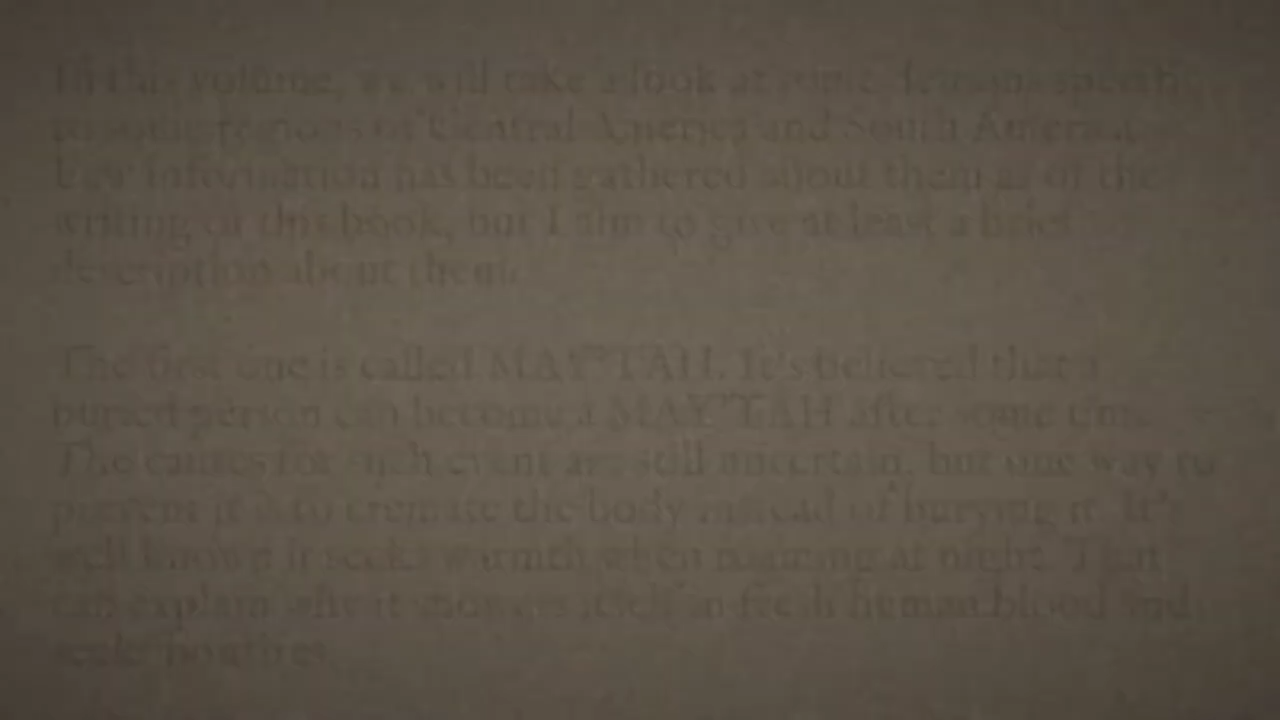 In this volume, we will take a look at some demons specific
to some regions of Central America and South America.
Low information has been gathered about them as of the
writing of this book, but I aim to give at least a brief
description about them.
The first one is called MAY'TAH. It's believed that a
buried person can become a MAY'TAH after some time.
The causes for such event are still uncertain, but one way to
prevent it is to cremate the body instead of burying it. It's
well known it seeks warmth when roaming at night. That
can explain why it showers itself in fresh human blood and
seeks bonfires.